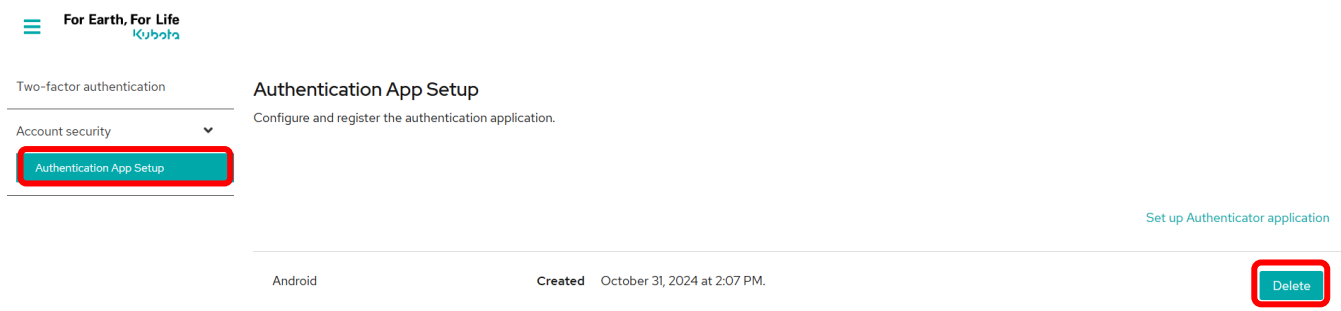 For Earth, For Life
Kubota
Two-factor authentication
Account security
Authentication App Setup
Authentication App Setup
Configure and register the authentication application.
Set up Authenticator application
Android Created October 31, 2024 at 2:07 PM. Delete